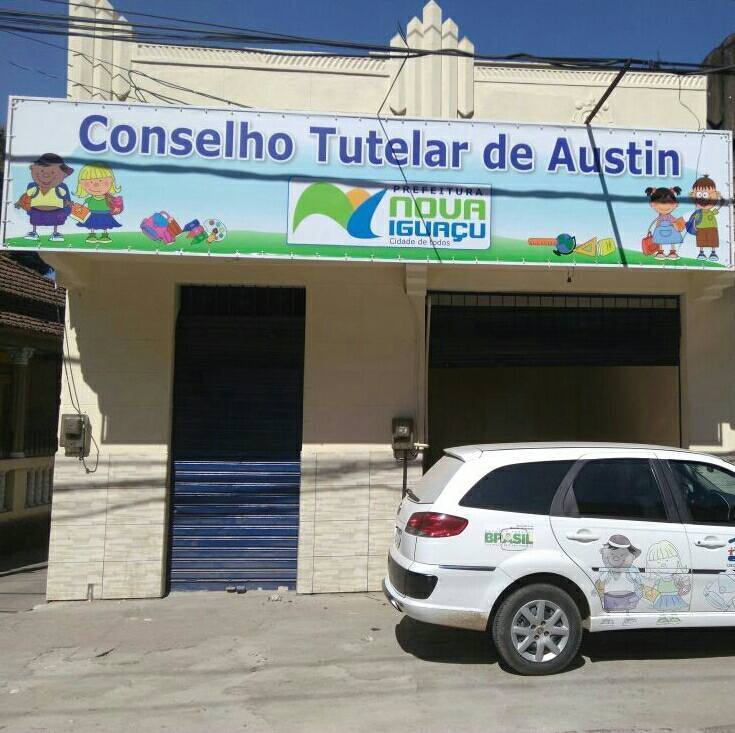 Conselho Tutelar de Austin
PREFEITURA
NOVA
IGUAÇU
Cidade de todos
BRASIL